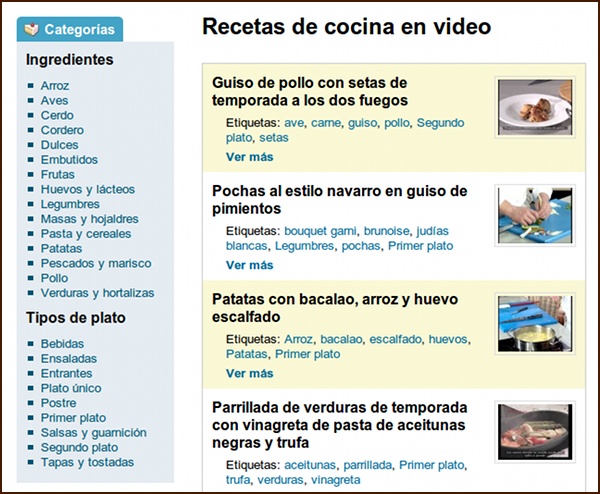 Categorías
Ingredientes
Arroz
Aves
Cerdo
Cordero
Dulces
Embutidos
Frutas
Huevos y lácteos
Legumbres
Masas y hojaldres
Pasta y cereales
Patatas
Pescados y marisco
Pollo
Verduras y hortalizas
Tipos de plato
Bebidas
Ensaladas
Entrantes
Plato único
Postre
Primer plato
Salsas y guarnición
Segundo plato
Tapas y tostadas
Recetas de cocina en video
Guiso de pollo con setas de
temporada a los dos fuegos
Etiquetas: ave, carne, guiso, pollo, Segundo
plato, setas
Ver más
Pochas al estilo navarro en guiso de
pimientos
Etiquetas: bouquet garni, brunoise, judías
blancas, Legumbres, pochas, Primer plato
Ver más
Patatas con bacalao, arroz y huevo
escalfado
Etiquetas: Arroz, bacalao, escalfado, huevos,
Patatas, Primer plato
Ver más
Parrillada de verduras de temporada
con vinagreta de pasta de aceitunas
negras y trufa
Etiquetas: aceitunas, parrillada, Primer plato,
trufa, verduras, vinagreta